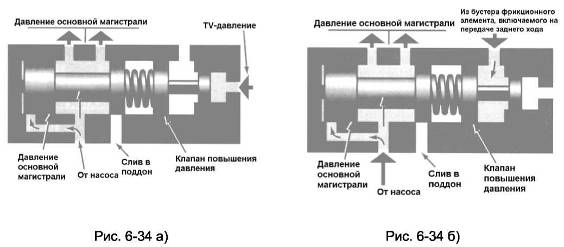 Давление основной магистрали
TV-давление
Давление
основной
магистрали
От насоса
Слив в
поддон
Клапан повышения
давления
Рис. 6-34 а)
Давление основной магистрали
Из бустера фрикционного
элемента, включаемого на
передаче заднего хода
Давление
основной
магистрали
От насоса
Слив в
поддон
Клапан
повышения
давления
Рис. 6-34 б)